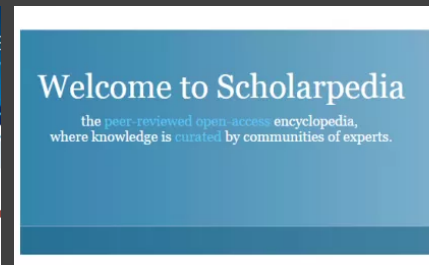 Welcome to Scholarpedia
the peer-reviewed open-access encyclopedia,
where knowledge is curated by communities of experts.